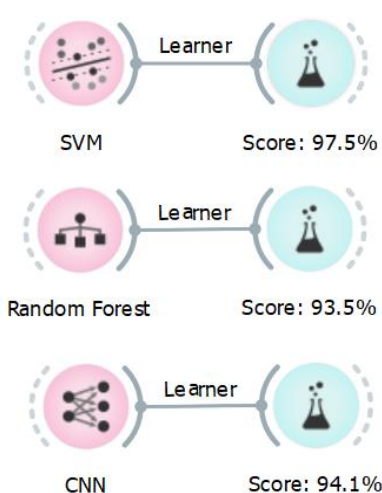 Learner
SVM
Score: 97.5%
Learner
Random Forest
Score: 93.5%
Learner
CNN
Score: 94.1%